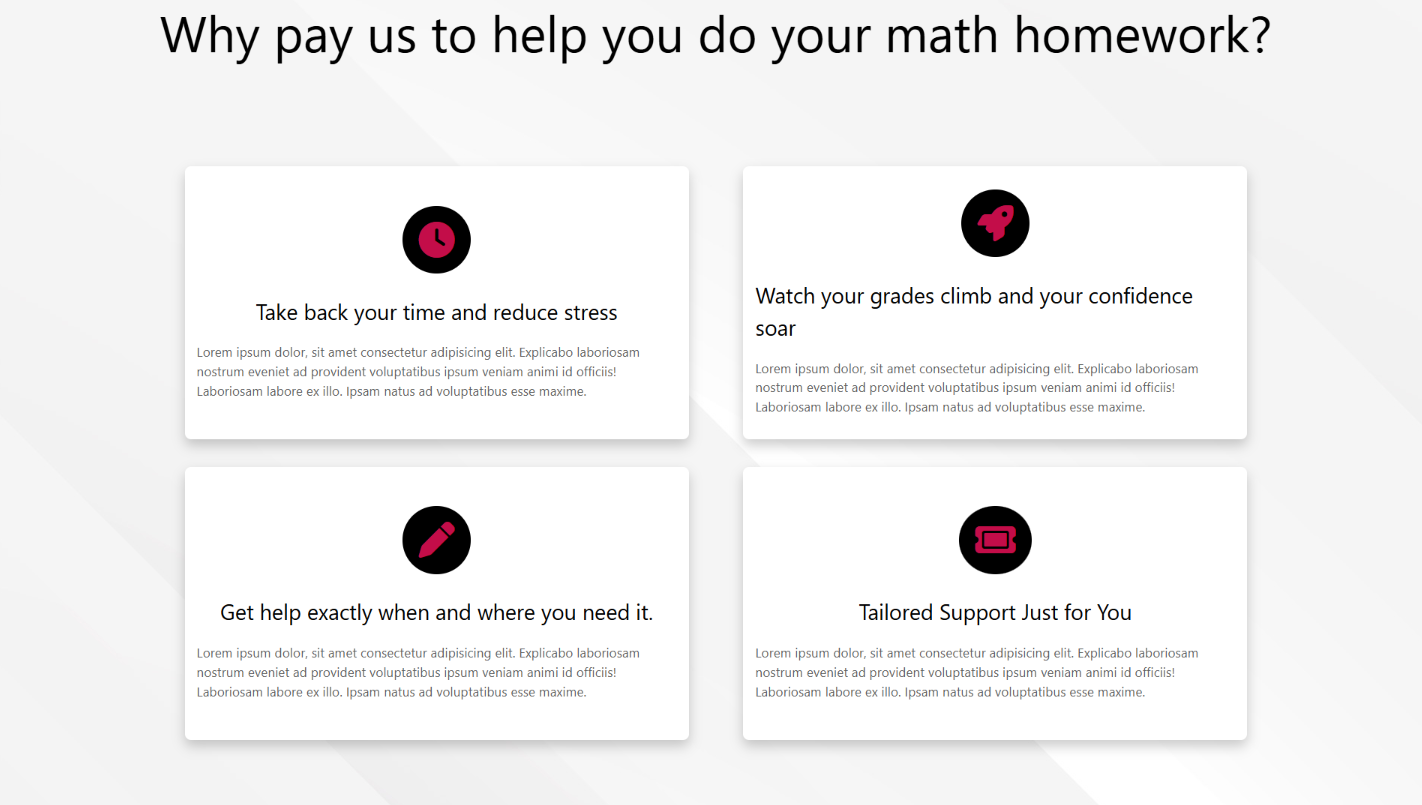 Why pay us to help you do your math homework?
Take back your time and reduce stress
Lorem ipsum dolor, sit amet consectetur adipisicing elit. Explicabo laboriosam
nostrum eveniet ad provident voluptatibus ipsum veniam animi id officiis!
Laboriosam labore ex illo. Ipsam natus ad voluptatibus esse maxime.
Watch your grades climb and your confidence
soar
Lorem ipsum dolor, sit amet consectetur adipisicing elit. Explicabo laboriosam
nostrum eveniet ad provident voluptatibus ipsum veniam animi id officiis!
Laboriosam labore ex illo. Ipsam natus ad voluptatibus esse maxime.
Get help exactly when and where you need it.
Lorem ipsum dolor, sit amet consectetur adipisicing elit. Explicabo laboriosam
nostrum eveniet ad provident voluptatibus ipsum veniam animi id officiis!
Laboriosam labore ex illo. Ipsam natus ad voluptatibus esse maxime.
Tailored Support Just for You
Lorem ipsum dolor, sit amet consectetur adipisicing elit. Explicabo laboriosam
nostrum eveniet ad provident voluptatibus ipsum veniam animi id officiis!
Laboriosam labore ex illo. Ipsam natus ad voluptatibus esse maxime.